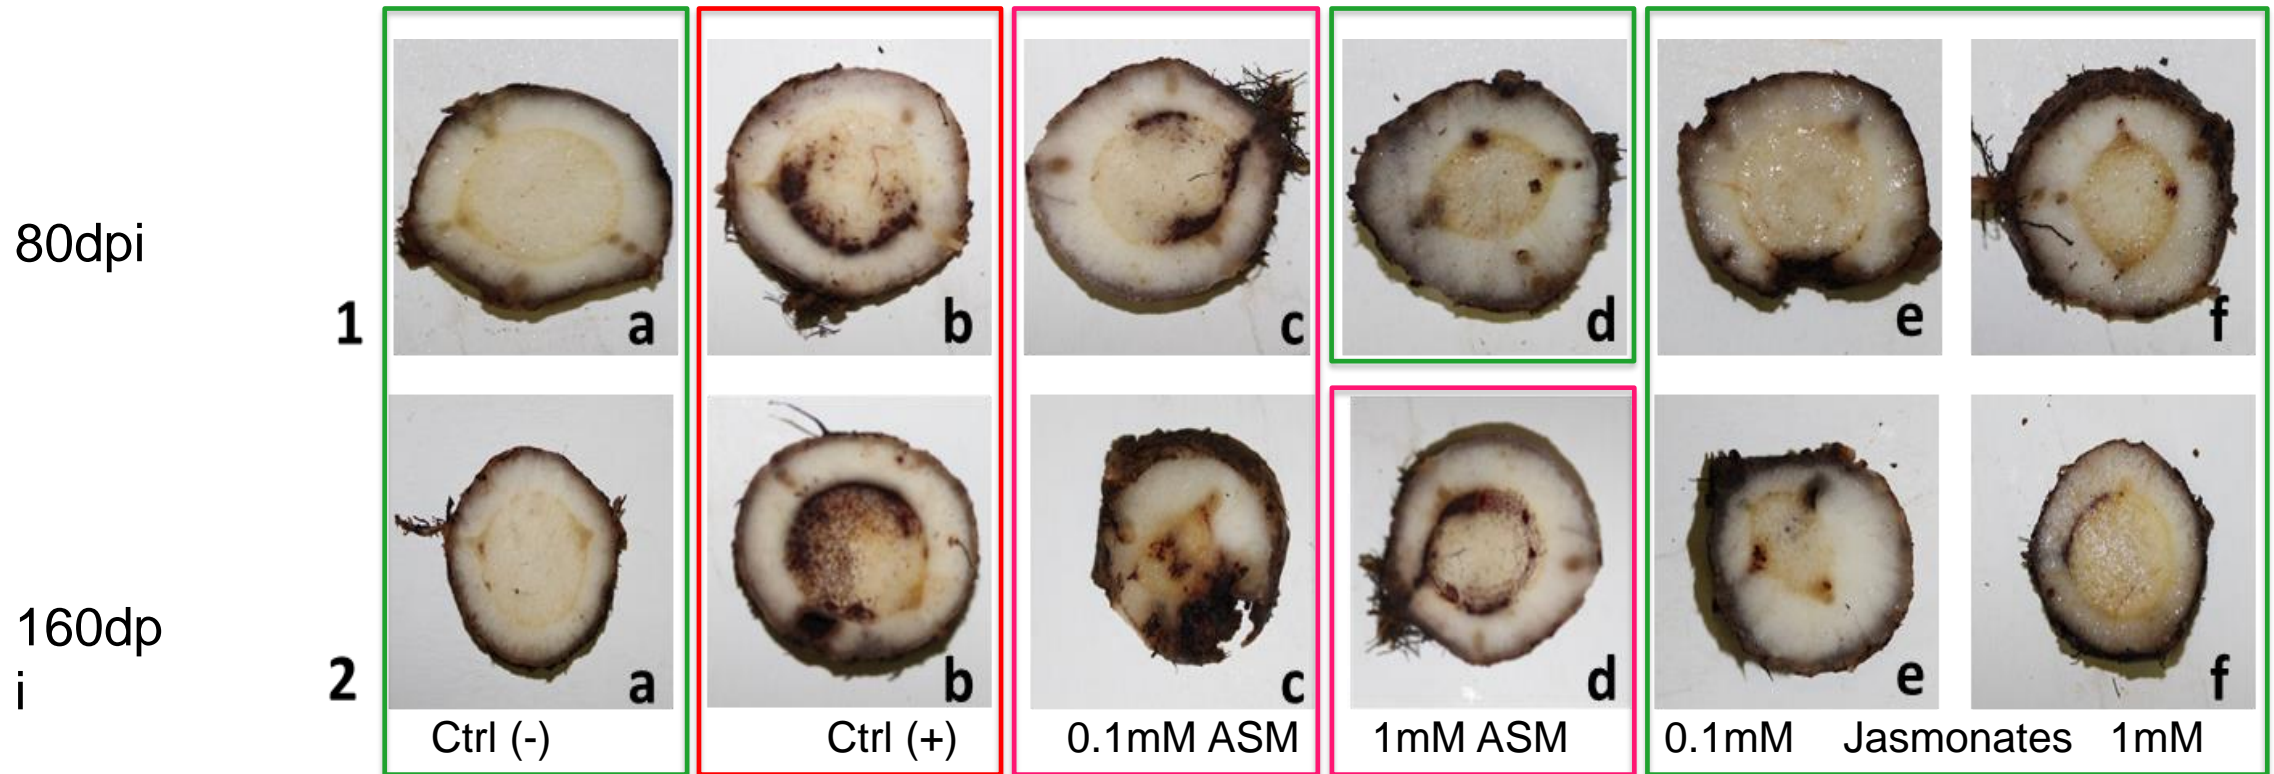 80dpi
1 a b c d e f
160dp
i
2 a b c d e f
Ctrl (-) Ctrl (+) 0.1mM ASM 1mM ASM 0.1mM Jasmonates 1mM